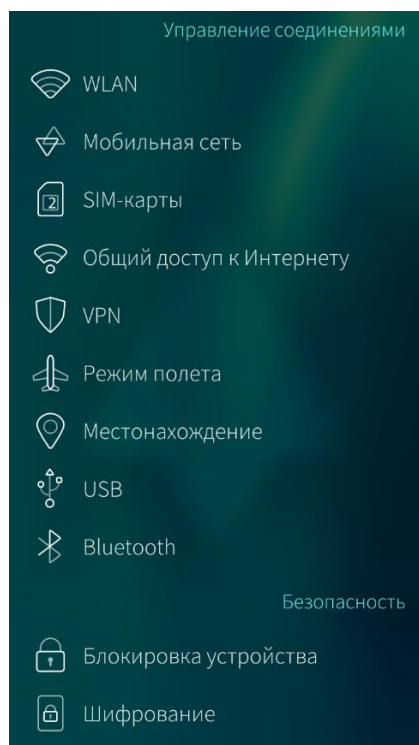 Управление соединениями
WLAN
Мобильная сеть
2
SIM-карты
Общий доступ к Интернету
VPN
Режим полета
Местонахождение
USB
Bluetooth
Безопасность
Блокировка устройства
Шифрование